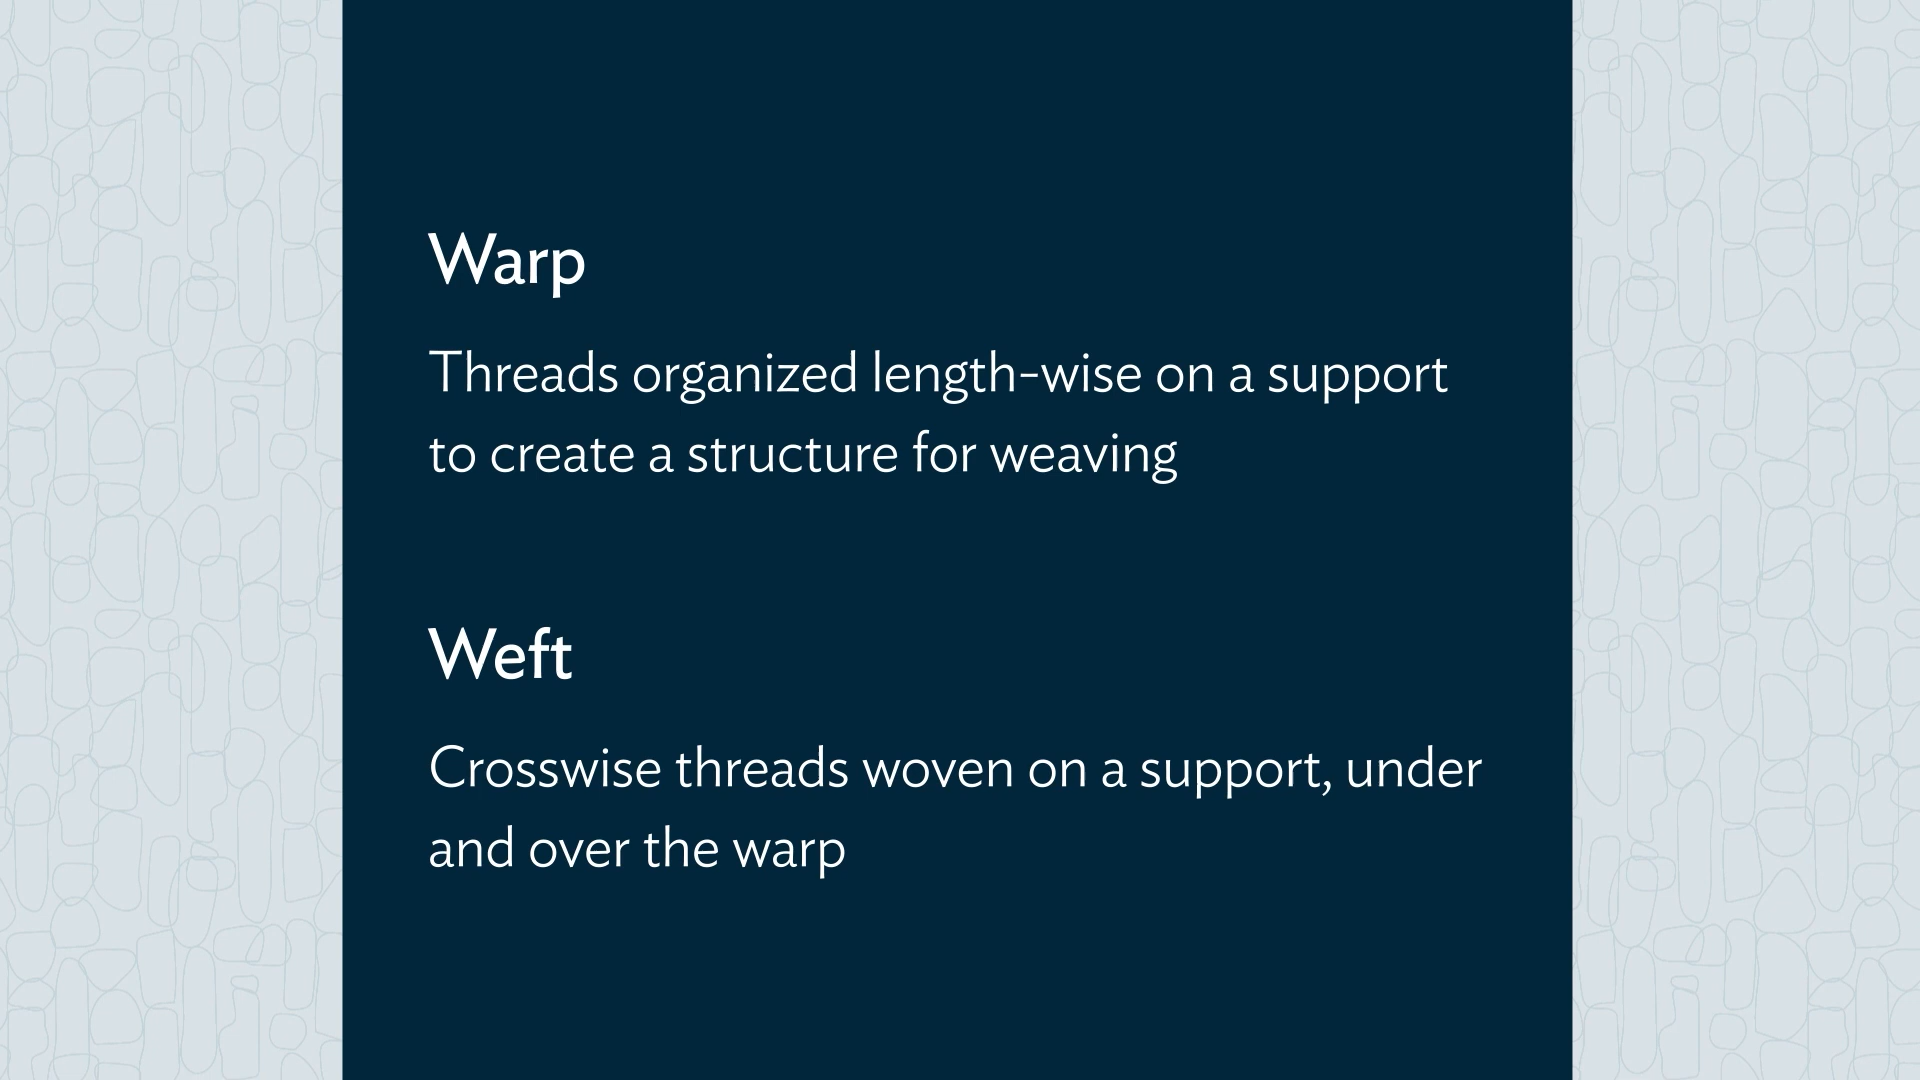 Warp
Threads organized length-wise on a support
to create a structure for weaving
Weft
Crosswise threads woven on a support, under
and over the warp